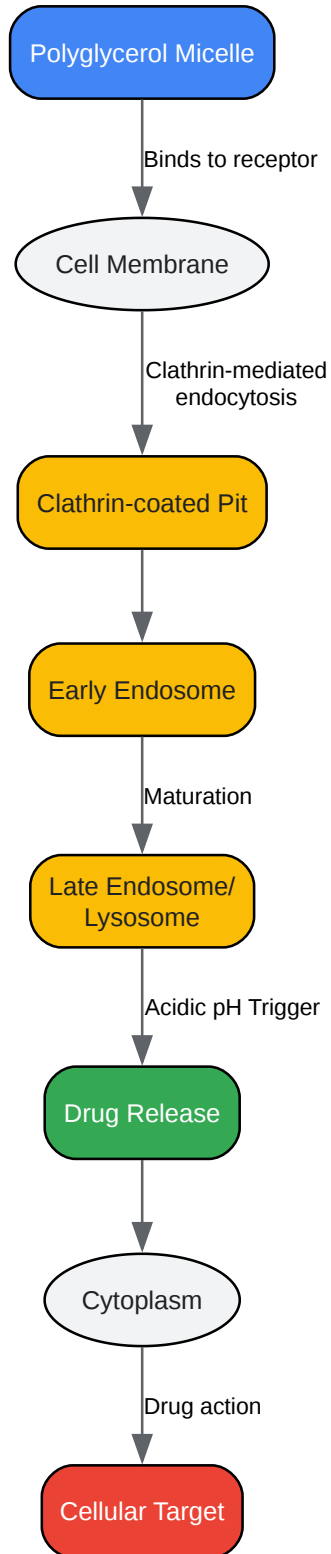 Polyglycerol Micelle
Binds to receptor
Cell Membrane
Clathrin-mediated
endocytosis
Clathrin-coated Pit
Early Endosome
Maturation
Late Endosome/
Lysosome
Acidic pH Trigger
Drug Release
Cytoplasm
Drug action
Cellular Target